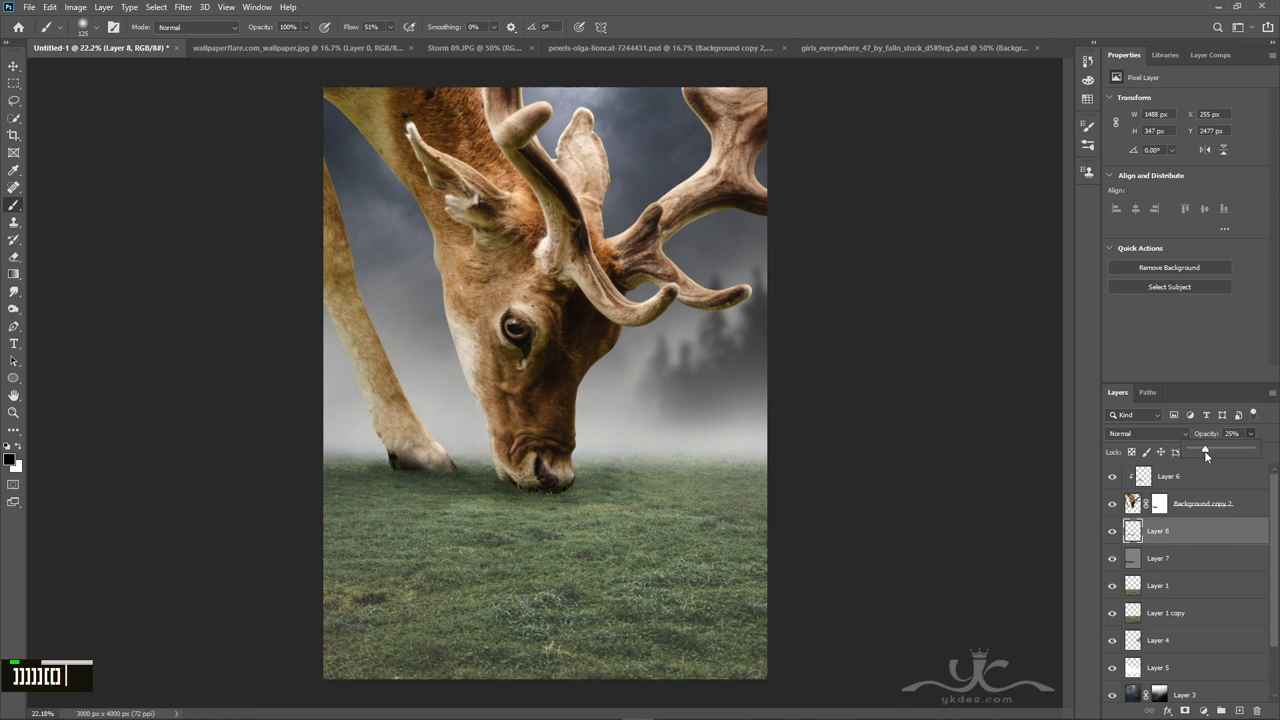 Ps File Edit Image Layer Type Select Filter 3D View Window Help
125 Mode: Normal Opacity: 100% Flow: 51% Smoothing: 0% 0°
Untitled-1 @ 22.2% (Layer 8, RGB/8#) * × wallpaperflare.com_wallpaper.jpg @ 16.7% (Layer 0, RGB/8#) × Storm 09.JPG @ 50% (RG... × pexels-olga-lioncat-7244431.psd @ 16.7% (Background copy 2,... × girls_everywhere_47_by_falln_stock_d589rq5.psd @ 50% (Backgr... ×
Properties Libraries Layer Comps
Pixel Layer
Transform
W 1488 px X 255 px
H 347 px Y 2477 px
0.00°
Align and Distribute
Align:
Quick Actions
Remove Background
Select Subject
Layers Paths
Kind
Normal Opacity: 25%
Lock:
Layer 6
Background copy 2
Layer 8
Layer 7
Layer 1
Layer 1 copy
Layer 4
Layer 5
Layer 3
]]]]][0]
ykdes.com
22.18% 3000 px x 4000 px (72 ppi)